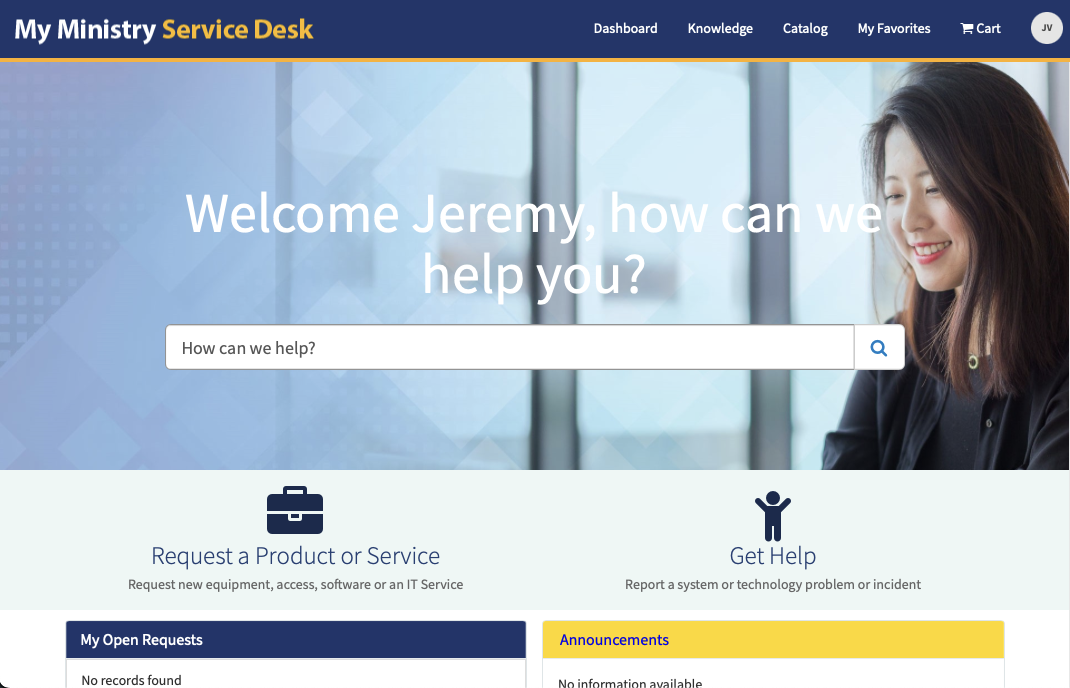 My Ministry Service Desk
Dashboard Knowledge Catalog My Favorites Cart JV
Welcome Jeremy, how can we
help you?
How can we help?
Request a Product or Service
Request new equipment, access, software or an IT Service
Get Help
Report a system or technology problem or incident
My Open Requests
No records found
Announcements
No information available